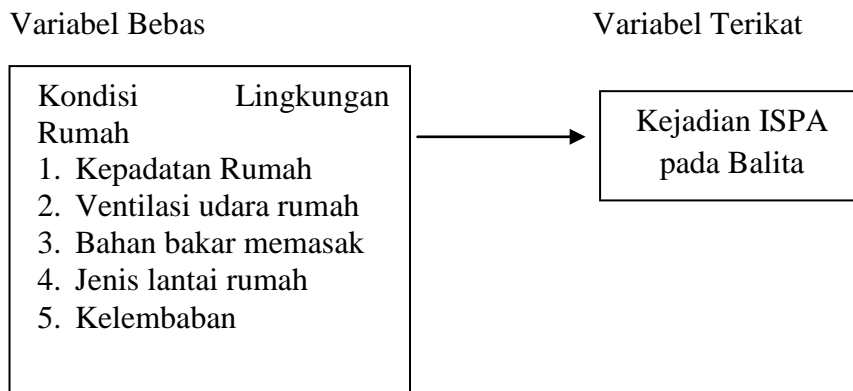 Variabel Bebas
Variabel Terikat
Kondisi Lingkungan
Rumah
1. Kepadatan Rumah
2. Ventilasi udara rumah
3. Bahan bakar memasak
4. Jenis lantai rumah
5. Kelembaban
Kejadian ISPA
pada Balita